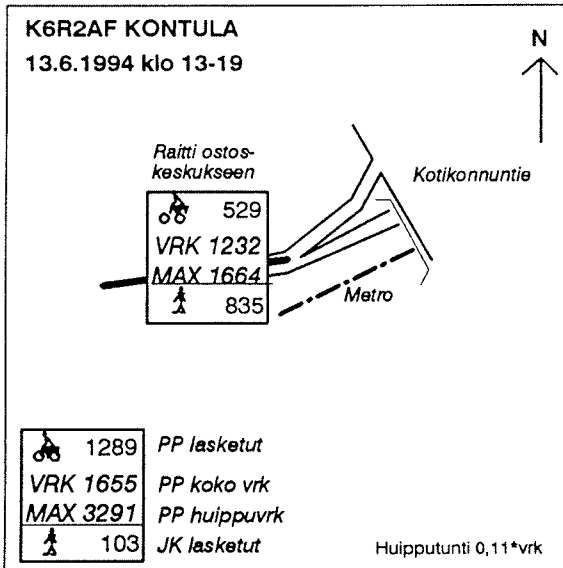 K6R2AF KONTULA
13.6.1994 klo 13-19
N
Raitti ostos-
keskukseen
Kotikonnuntie
529
VRK 1232
MAX 1664
835
Metro
1289 PP lasketut
VRK 1655 PP koko vrk
MAX 3291 PP huippuvrk
103 JK lasketut
Huipputunti 0,11*vrk